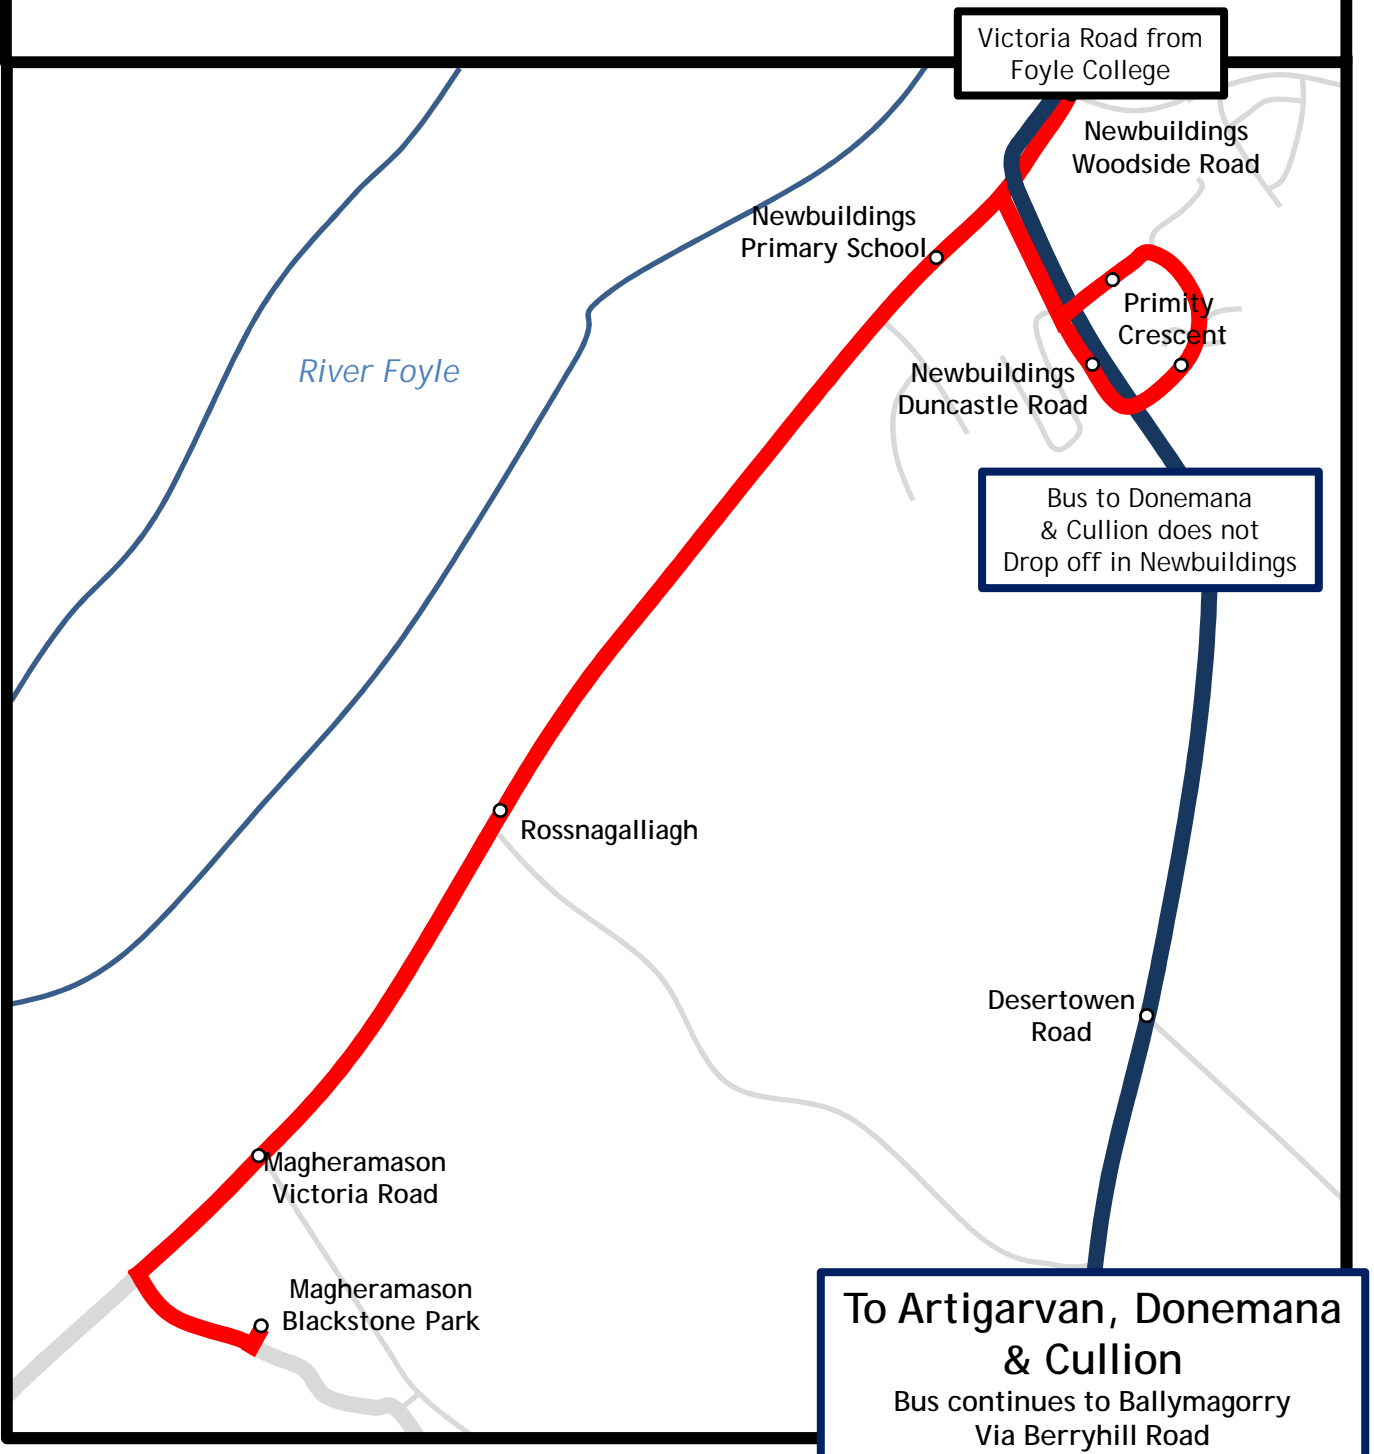 Victoria Road from
Foyle College
Newbuildings
Woodside Road
Newbuildings
Primary School
Primity
Crescent
River Foyle
Newbuildings
Duncastle Road
Bus to Donemana
& Cullion does not
Drop off in Newbuildings
Rossnagalliagh
Desertowen
Road
Magheramason
Victoria Road
Magheramason
Blackstone Park
To Artigarvan, Donemana
& Cullion
Bus continues to Ballymagorry
Via Berryhill Road